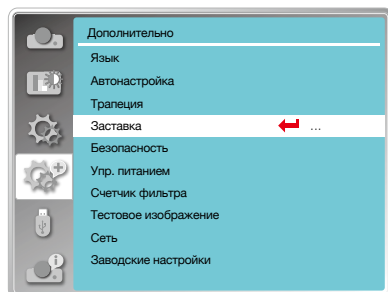 Дополнительно
Язык
Автонастройка
Трапеция
Заставка ...
Безопасность
Упр. питанием
Счетчик фильтра
Тестовое изображение
Сеть
Заводские настройки